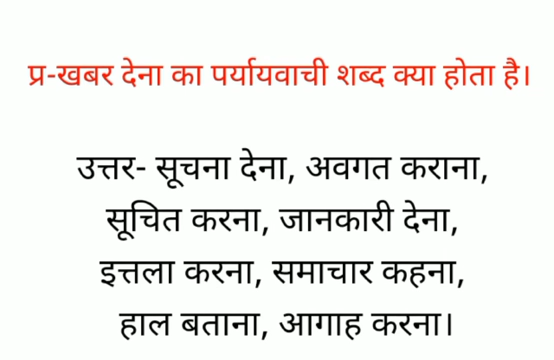 प्र-खबर देना का पर्यायवाची शब्द क्या होता है।
उत्तर- सूचना देना, अवगत कराना,
सूचित करना, जानकारी देना,
इत्तला करना, समाचार कहना,
हाल बताना, आगाह करना।